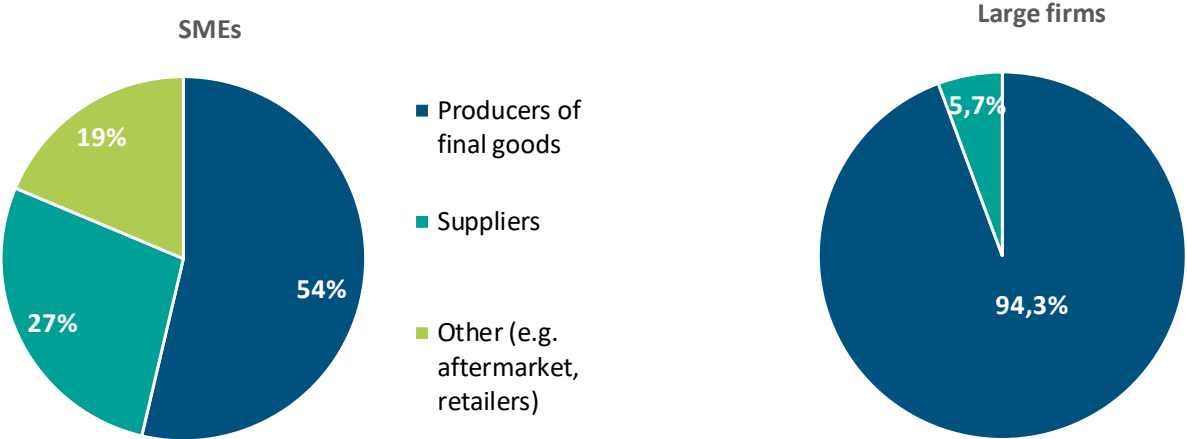 SMEs
19%
27%
54%
Producers of
final goods
Suppliers
Other (e.g.
aftermarket,
retailers)
Large firms
5,7%
94,3%